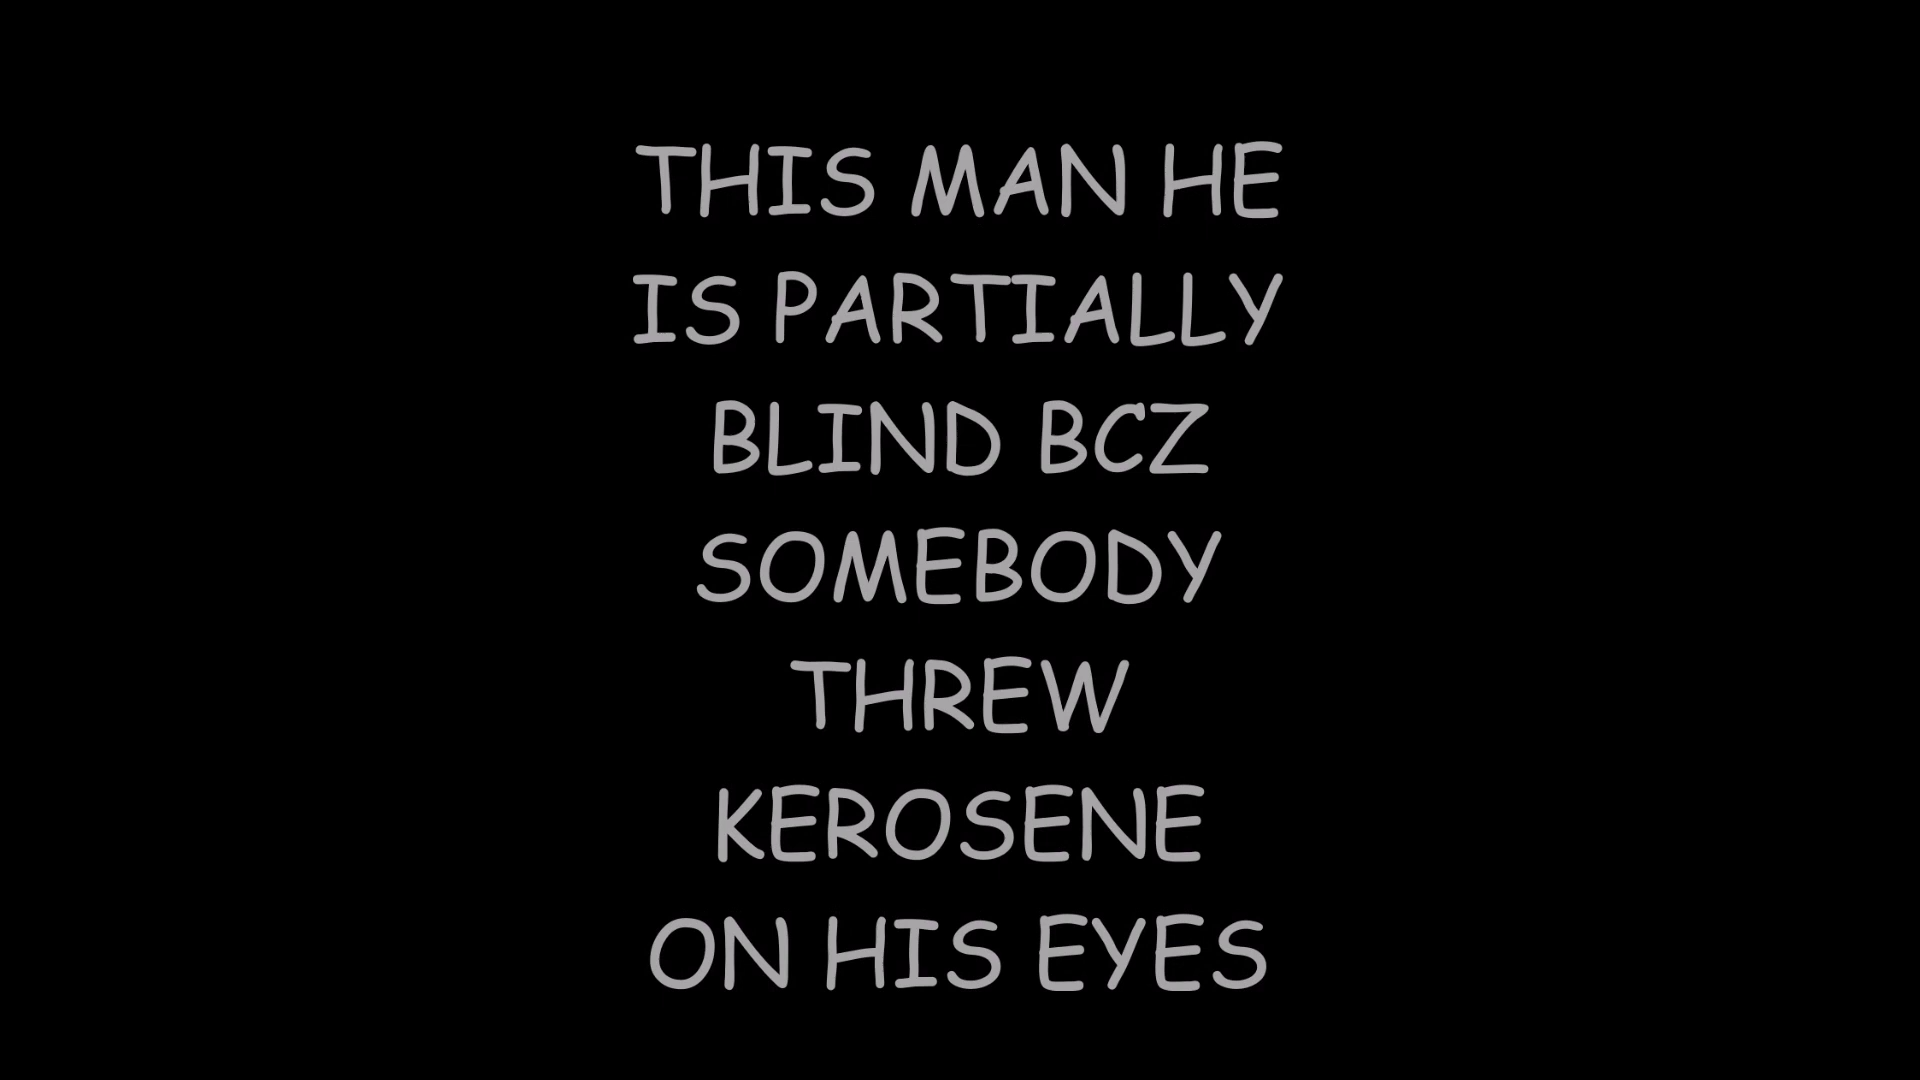 THIS MAN HE
IS PARTIALLY
BLIND BCZ
SOMEBODY
THREW
KEROSENE
ON HIS EYES